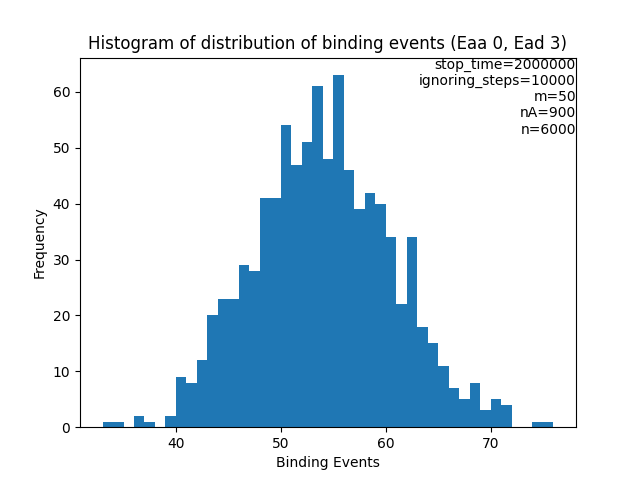 Histogram of distribution of binding events (Eaa 0, Ead 3)
stop_time=2000000
ignoring_steps=10000
m=50
nA=900
n=6000
60
50
40
30
20
10
0
Frequency
40 50 60 70
Binding Events